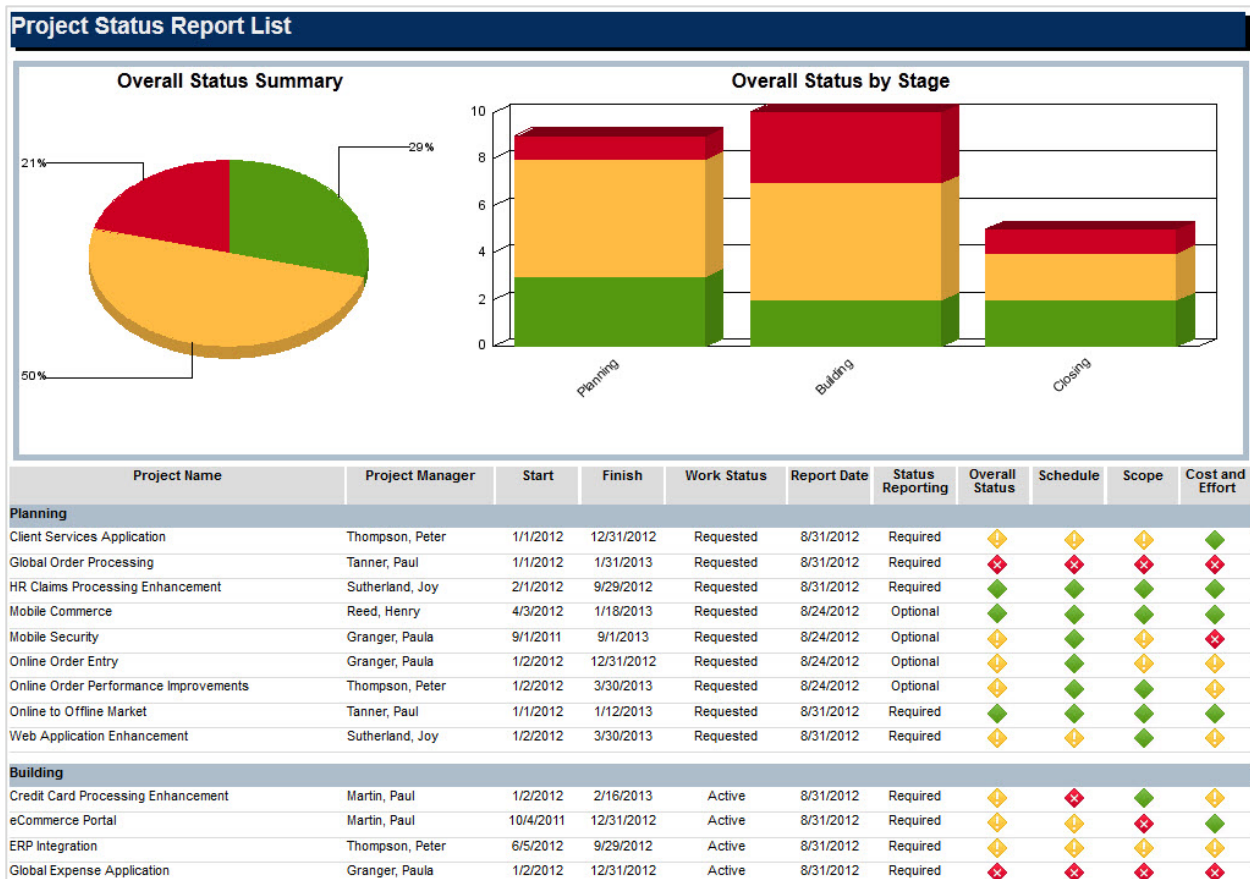 Project Status Report List
Overall Status Summary
21%
29%
50%
Overall Status by Stage
10
8
6
4
2
0
Planning
Building
Closing
Project Name Project Manager Start Finish Work Status Report Date Status Reporting Overall Status Schedule Scope Cost and Effort
Planning
Client Services Application Thompson, Peter 1/1/2012 12/31/2012 Requested 8/31/2012 Required
Global Order Processing Tanner, Paul 1/1/2012 1/31/2013 Requested 8/31/2012 Required
HR Claims Processing Enhancement Sutherland, Joy 2/1/2012 9/29/2012 Requested 8/31/2012 Required
Mobile Commerce Reed, Henry 4/3/2012 1/18/2013 Requested 8/24/2012 Optional
Mobile Security Granger, Paula 9/1/2011 9/1/2013 Requested 8/24/2012 Optional
Online Order Entry Granger, Paula 1/2/2012 12/31/2012 Requested 8/24/2012 Optional
Online Order Performance Improvements Thompson, Peter 1/2/2012 3/30/2013 Requested 8/24/2012 Optional
Online to Offline Market Tanner, Paul 1/1/2012 1/12/2013 Requested 8/31/2012 Required
Web Application Enhancement Sutherland, Joy 1/2/2012 3/30/2013 Requested 8/31/2012 Required
Building
Credit Card Processing Enhancement Martin, Paul 1/2/2012 2/16/2013 Active 8/31/2012 Required
eCommerce Portal Martin, Paul 10/4/2011 12/31/2012 Active 8/31/2012 Required
ERP Integration Thompson, Peter 6/5/2012 9/29/2012 Active 8/31/2012 Required
Global Expense Application Granger, Paula 1/2/2012 12/31/2012 Active 8/31/2012 Required